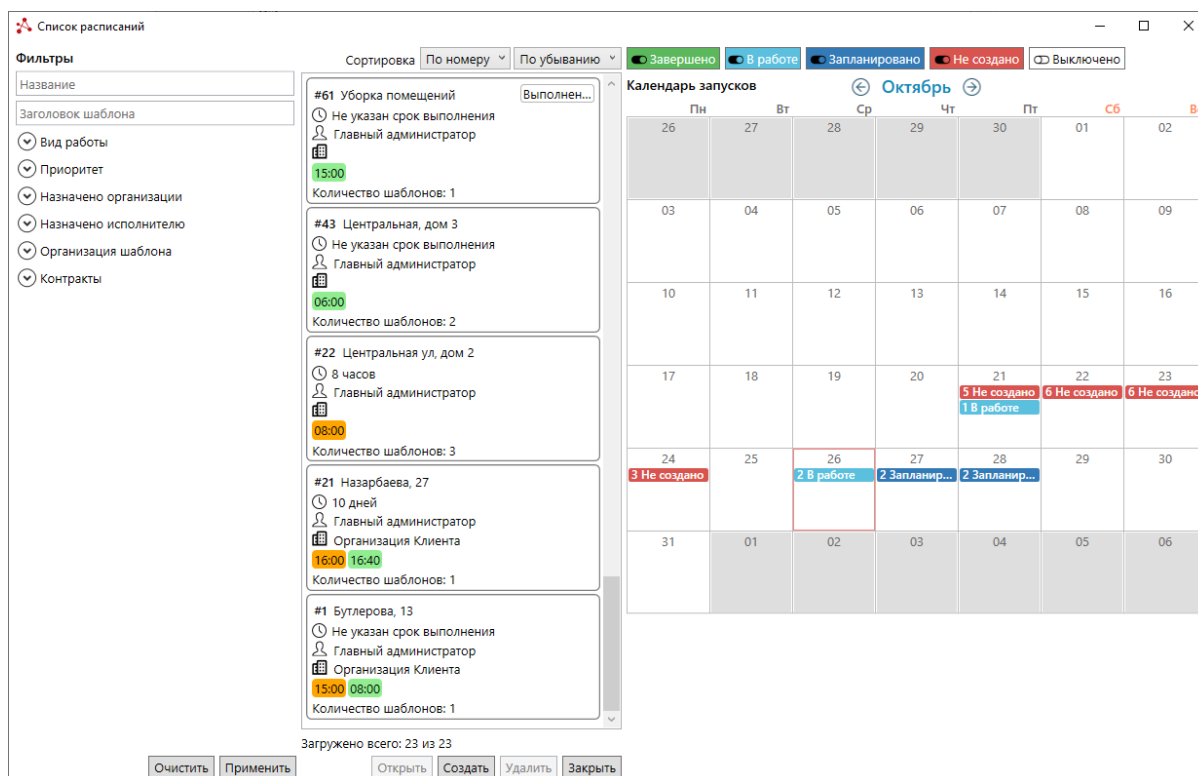 Список расписаний
Фильтры
Название
Заголовок шаблона
Вид работы
Приоритет
Назначено организации
Назначено исполнителю
Организация шаблона
Контракты
Очистить Применить
Сортировка По номеру По убыванию
#61 Уборка помещений Выполнен...
Не указан срок выполнения
Главный администратор
15:00
Количество шаблонов: 1
#43 Центральная, дом 3
Не указан срок выполнения
Главный администратор
06:00
Количество шаблонов: 2
#22 Центральная ул, дом 2
8 часов
Главный администратор
08:00
Количество шаблонов: 3
#21 Назарбаева, 27
10 дней
Главный администратор
Организация Клиента
16:00 16:40
Количество шаблонов: 1
#1 Бутлерова, 13
Не указан срок выполнения
Главный администратор
Организация Клиента
15:00 08:00
Количество шаблонов: 1
Загружено всего: 23 из 23
Открыть Создать Удалить Закрыть
Завершено В работе Запланировано Не создано Выключено
Календарь запусков Октябрь
Пн Вт Ср Чт Пт Сб В
26 27 28 29 30 01 02
03 04 05 06 07 08 09
10 11 12 13 14 15 16
17 18 19 20 21 22 23
5 Не создано 6 Не создано 6 Не создано
1 В работе
24 25 26 27 28 29 30
3 Не создано 2 В работе 2 Запланир... 2 Запланир...
31 01 02 03 04 05 06